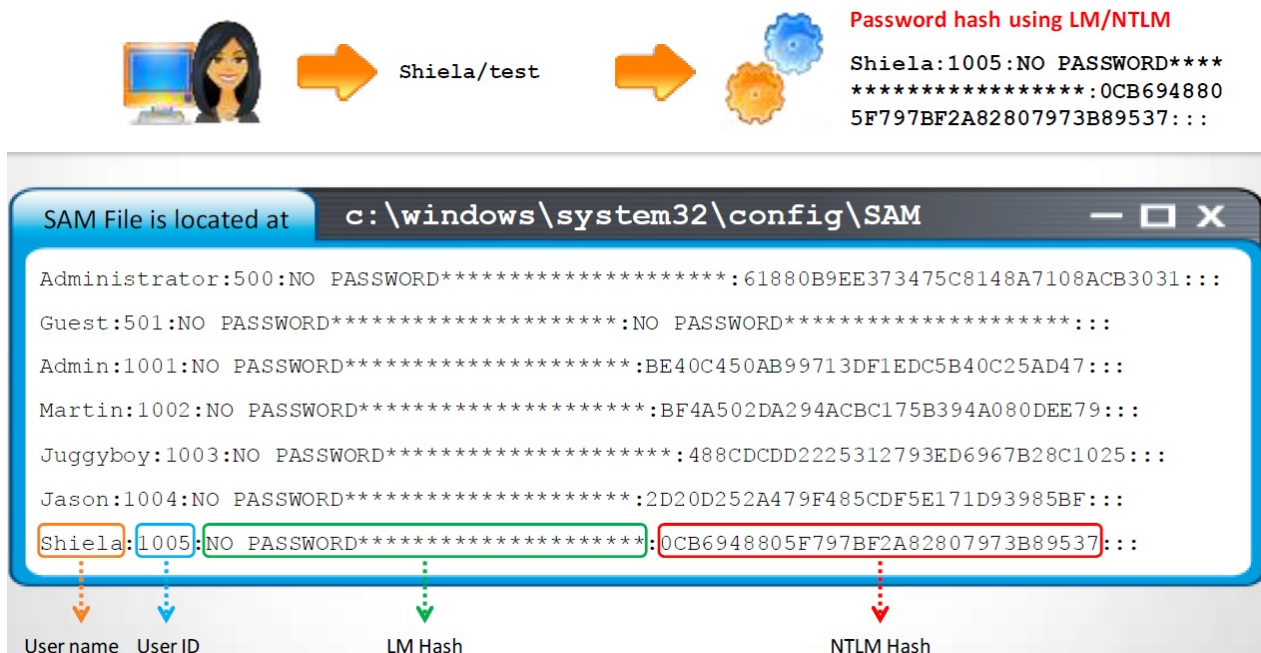 Password hash using LM/NTLM
Shiela/test
Shiela:1005:NO PASSWORD****
*****************:0CB694880
5F797BF2A82807973B89537:::
SAM File is located at
c:\windows\system32\config\SAM
Administrator:500:NO PASSWORD*********************:61880B9EE373475C8148A7108ACB3031:::
Guest:501:NO PASSWORD*********************:NO PASSWORD*********************:::
Admin:1001:NO PASSWORD*********************:BE40C450AB99713DF1EDC5B40C25AD47:::
Martin:1002:NO PASSWORD*********************:BF4A502DA294ACBC175B394A080DEE79:::
Juggyboy:1003:NO PASSWORD*********************:488CDCDD2225312793ED6967B28C1025:::
Jason:1004:NO PASSWORD*********************:2D20D252A479F485CDF5E171D93985BF:::
Shiela:1005:NO PASSWORD*********************:0CB6948805F797BF2A82807973B89537:::
User name User ID LM Hash NTLM Hash